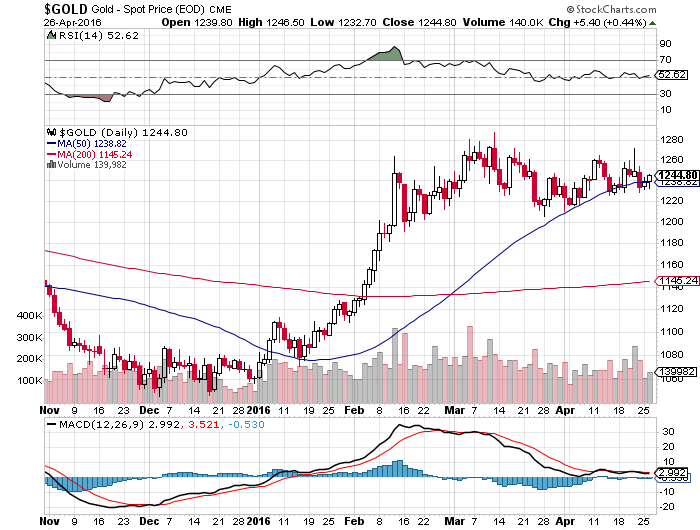 $GOLD Gold - Spot Price (EOD) CME © StockCharts.com
26-Apr-2016 Open 1239.80 High 1246.50 Low 1232.70 Close 1244.80 Volume 140.0K Chg +5.40 (+0.44%)
RSI(14) 52.62
90
70
52.62
30
10
$GOLD (Daily) 1244.80
MA(50) 1238.82
MA(200) 1145.24
Volume 139,982
1280
1260
1244.80
1238.82
1220
1200
1180
1160
1145.24
1140
1120
1100
1080
1060
400K
300K
200K
100K
139982
Nov 9 16 23 Dec 7 14 21 28 2016 11 19 25 Feb 8 16 22 Mar 7 14 21 28 Apr 11 18 25
MACD(12,26,9) 2.992, 3.521, -0.530
30
20
10
2.992
-10
-20
Nov 9 16 23 Dec 7 14 21 28 2016 11 19 25 Feb 8 16 22 Mar 7 14 21 28 Apr 11 18 25